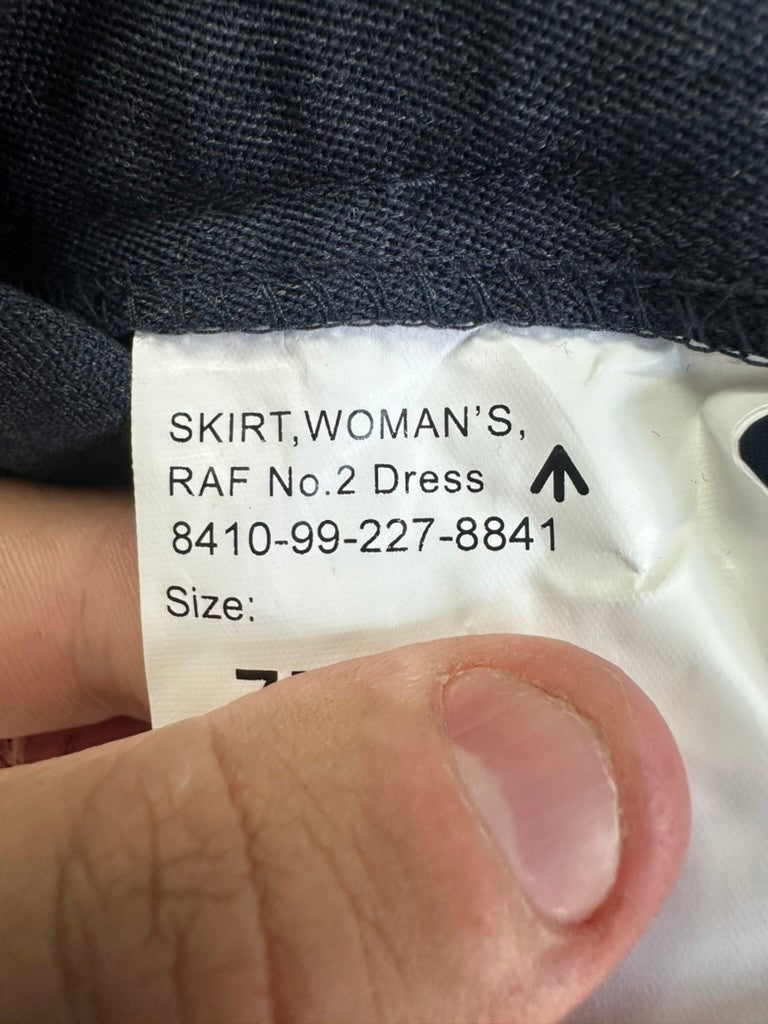 SKIRT,WOMAN'S,
RAF No.2 Dress
8410-99-227-8841
Size: